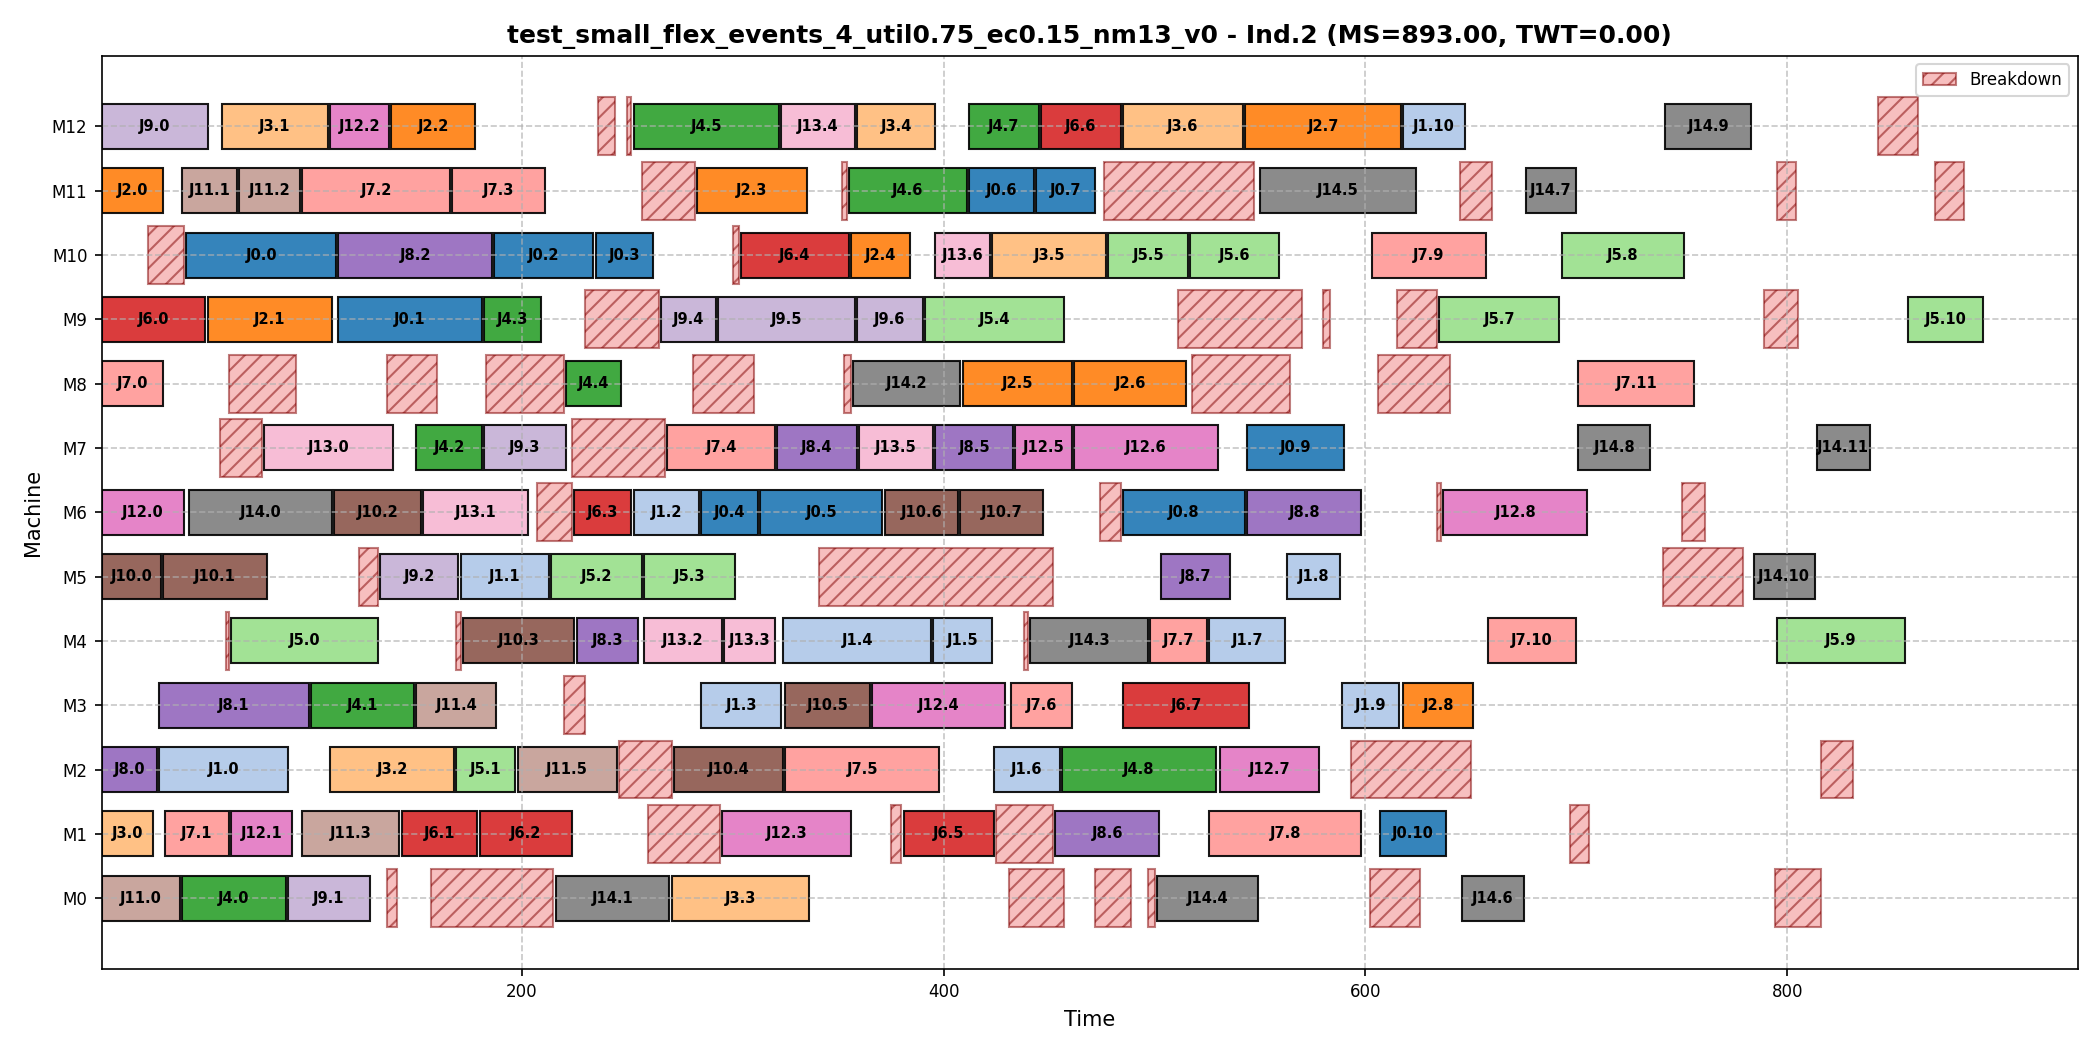 test_small_flex_events_4_util0.75_ec0.15_nm13_v0 - Ind.2 (MS=893.00, TWT=0.00)
Breakdown
M12 J9.0 J3.1 J12.2 J2.2 J4.5 J13.4 J3.4 J4.7 J6.6 J3.6 J2.7 J1.10 J14.9
M11 J2.0 J11.1 J11.2 J7.2 J7.3 J2.3 J4.6 J0.6 J0.7 J14.5 J14.7
M10 J0.0 J8.2 J0.2 J0.3 J6.4 J2.4 J13.6 J3.5 J5.5 J5.6 J7.9 J5.8
M9 J6.0 J2.1 J0.1 J4.3 J9.4 J9.5 J9.6 J5.4 J5.7 J5.10
M8 J7.0 J4.4 J14.2 J2.5 J2.6 J7.11
M7 J13.0 J4.2 J9.3 J7.4 J8.4 J13.5 J8.5 J12.5 J12.6 J0.9 J14.8 J14.11
M6 J12.0 J14.0 J10.2 J13.1 J6.3 J1.2 J0.4 J0.5 J10.6 J10.7 J0.8 J8.8 J12.8
M5 J10.0 J10.1 J9.2 J1.1 J5.2 J5.3 J8.7 J1.8 J14.10
M4 J5.0 J10.3 J8.3 J13.2 J13.3 J1.4 J1.5 J14.3 J7.7 J1.7 J7.10 J5.9
M3 J8.1 J4.1 J11.4 J1.3 J10.5 J12.4 J7.6 J6.7 J1.9 J2.8
M2 J8.0 J1.0 J3.2 J5.1 J11.5 J10.4 J7.5 J1.6 J4.8 J12.7
M1 J3.0 J7.1 J12.1 J11.3 J6.1 J6.2 J12.3 J6.5 J8.6 J7.8 J0.10
M0 J11.0 J4.0 J9.1 J14.1 J3.3 J14.4 J14.6
Machine
200 400 600 800
Time